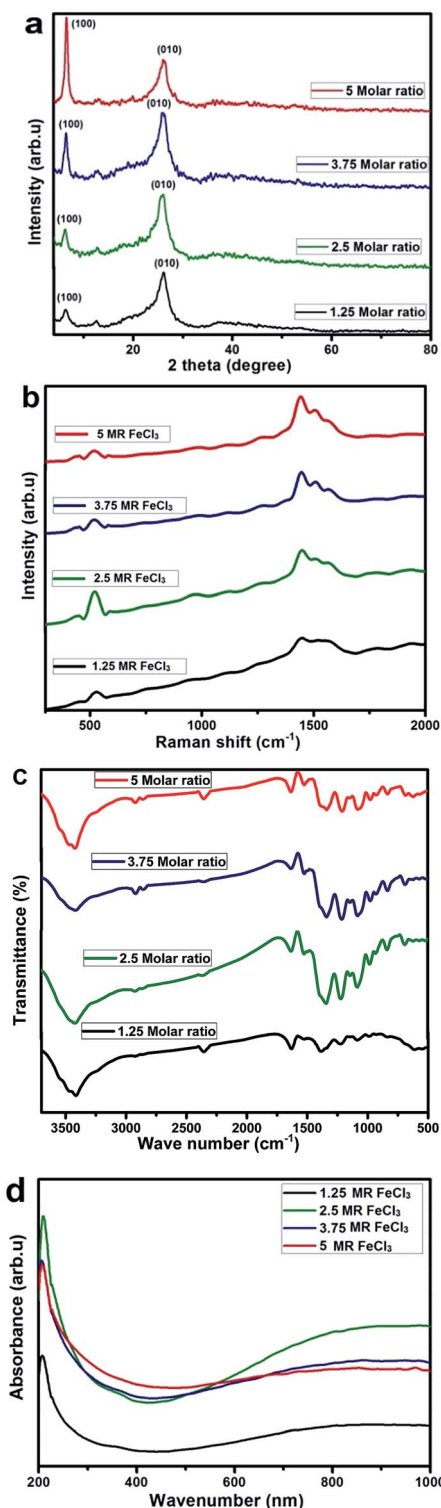 a
(100)
(010)
5 Molar ratio
(100)
(010)
3.75 Molar ratio
(100)
(010)
2.5 Molar ratio
(100)
(010)
1.25 Molar ratio
Intensity (arb.u)
20 40 60 80
2 theta (degree)
b
5 MR FeCl₃
3.75 MR FeCl₃
2.5 MR FeCl₃
1.25 MR FeCl₃
Intensity (arb.u)
500 1000 1500 2000
Raman shift (cm⁻¹)
c
5 Molar ratio
3.75 Molar ratio
2.5 Molar ratio
1.25 Molar ratio
Transmittance (%)
3500 3000 2500 2000 1500 1000 500
Wave number (cm⁻¹)
d
1.25 MR FeCl₃
2.5 MR FeCl₃
3.75 MR FeCl₃
5 MR FeCl₃
Absorbance (arb.u)
200 400 600 800 1000
Wavenumber (nm)